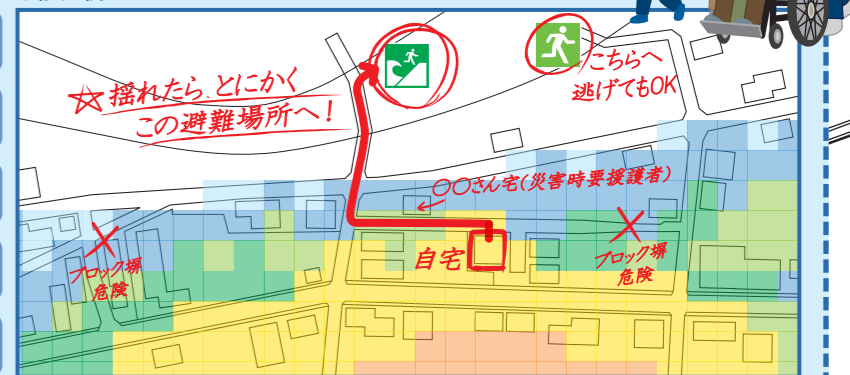 ☆揺れたら、とにかく
この避難場所へ！
こちらへ
逃げてもOK
〇〇さん宅（災害時要援護者）
自宅
ブロック塀
危険
ブロック塀
危険